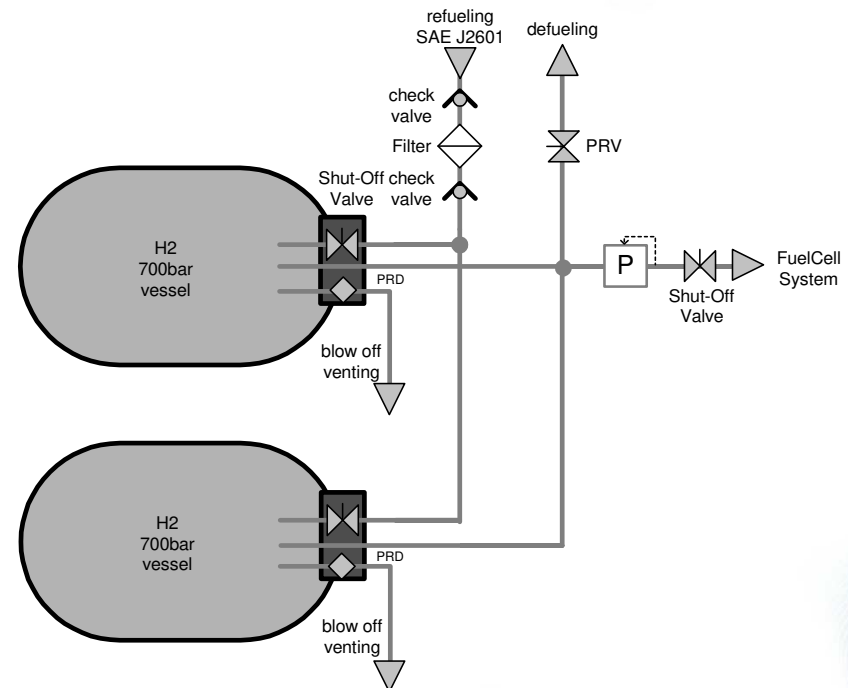 refueling
SAE J2601
defueling
check
valve
Filter
PRV
Shut-Off
Valve
check
valve
H2
700bar
vessel
PRD
P
FuelCell
System
Shut-Off
Valve
blow off
venting
H2
700bar
vessel
PRD
blow off
venting